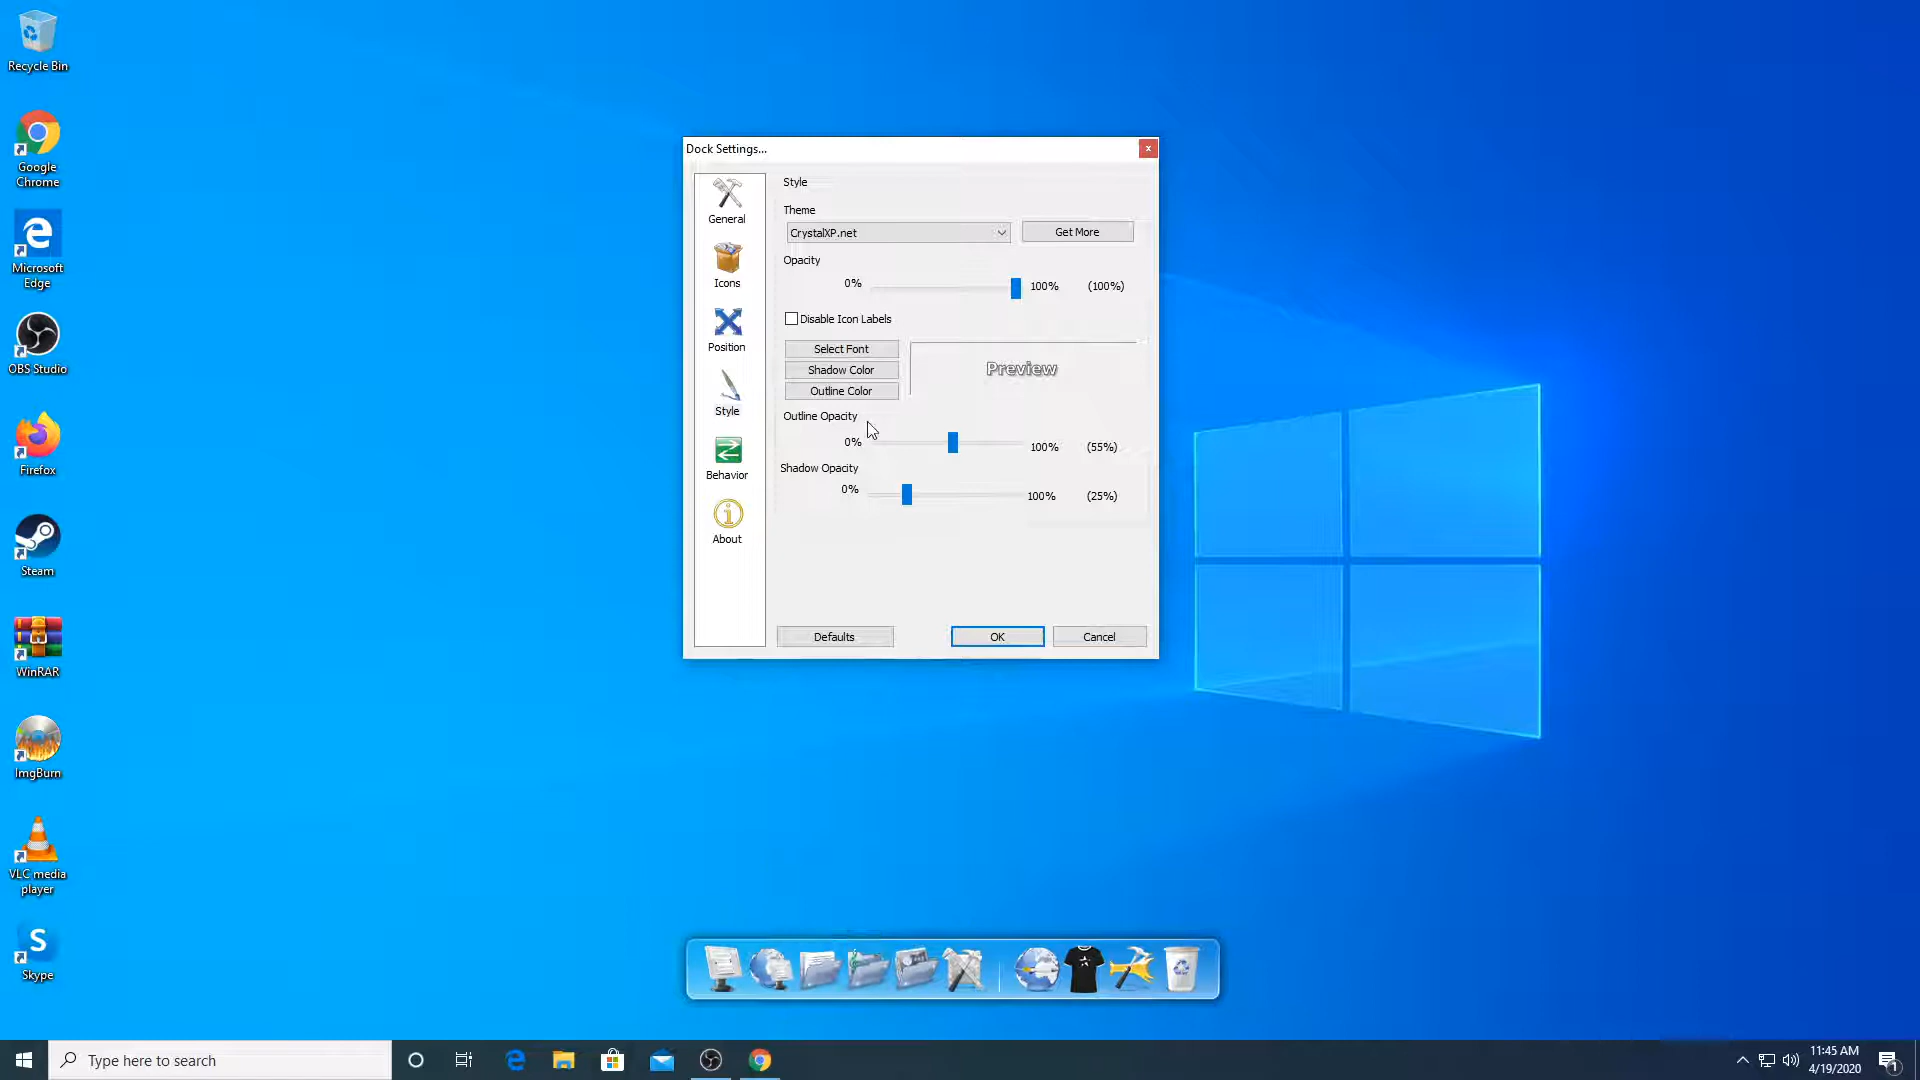 Recycle Bin
Google
Chrome
Microsoft
Edge
OBS Studio
Firefox
Steam
WinRAR
ImgBurn
VLC media
player
Skype
Dock Settings...
General
Icons
Position
Style
Behavior
About
Style
Theme
CrystalXP.net
Get More
Opacity
0%
100%
(100%)
Disable Icon Labels
Select Font
Shadow Color
Outline Color
Preview
Outline Opacity
0%
100%
(55%)
Shadow Opacity
0%
100%
(25%)
Defaults
OK
Cancel
Type here to search
11:45 AM
4/19/2020
1